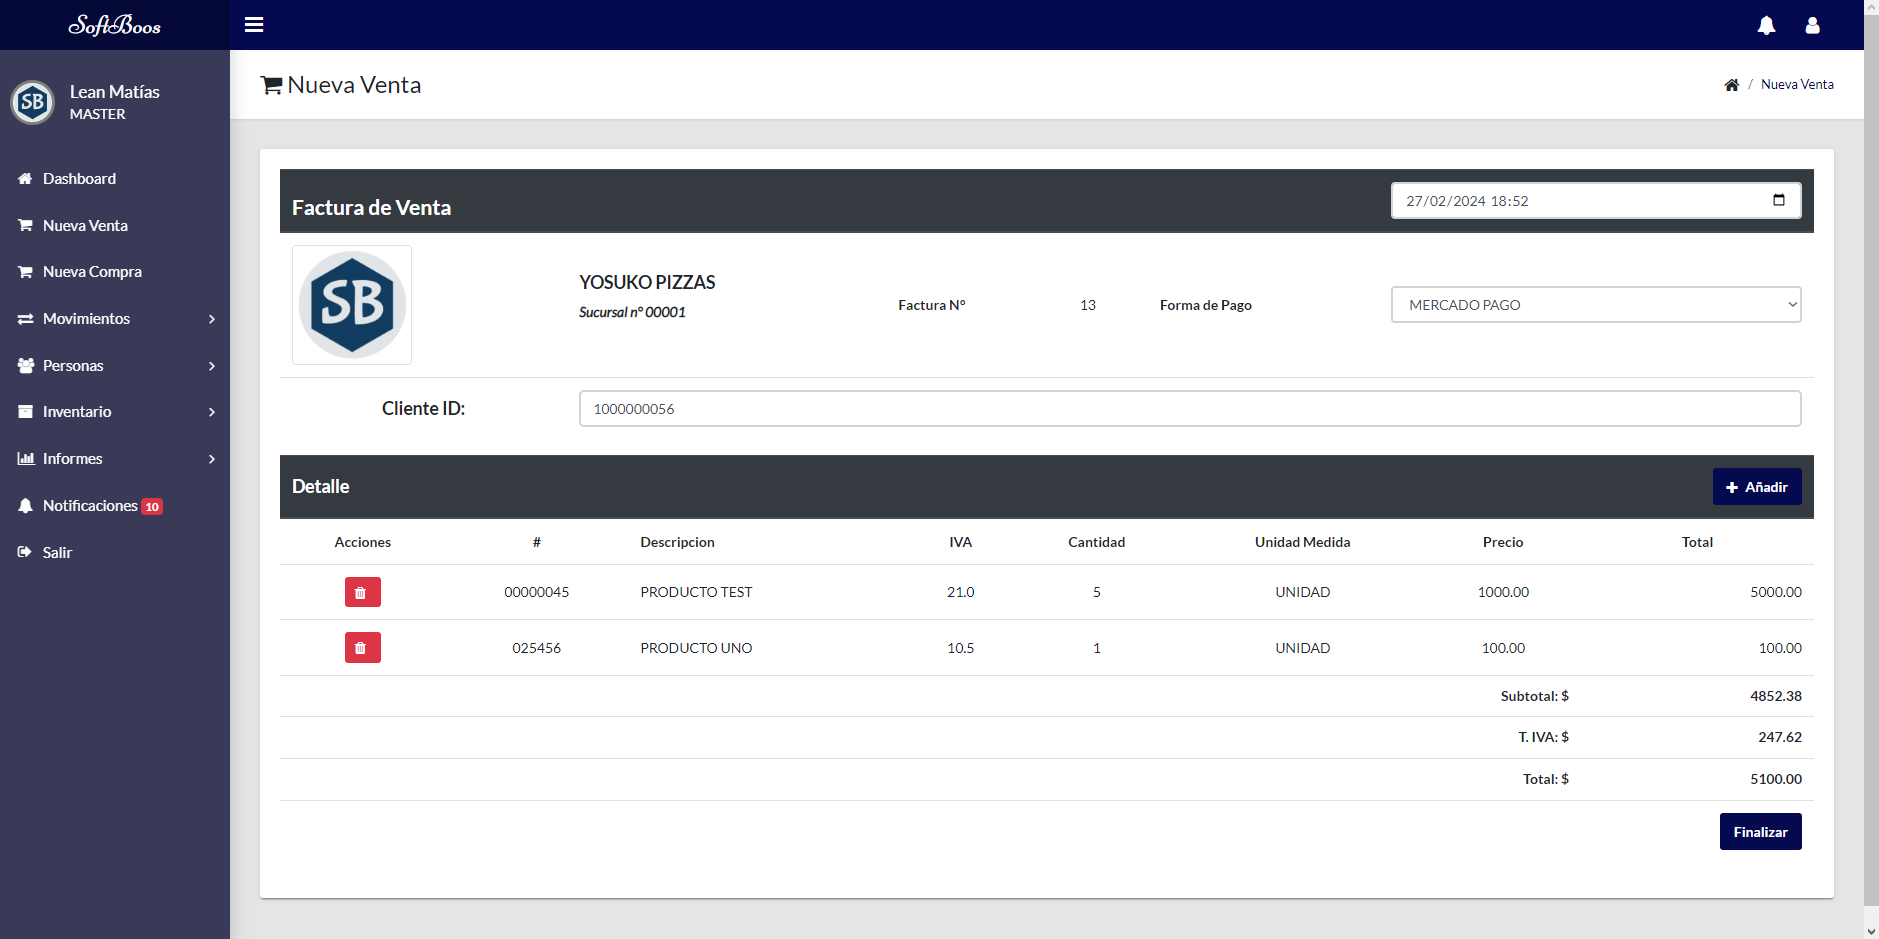 SoftBoos
SB
Lean Matías
MASTER
Dashboard
Nueva Venta
Nueva Compra
Movimientos
Personas
Inventario
Informes
Notificaciones 10
Salir
Nueva Venta
/ Nueva Venta
Factura de Venta
27/02/2024 18:52
SB
YOSUKO PIZZAS
Sucursal nº 00001
Factura Nº 13 Forma de Pago MERCADO PAGO
Cliente ID: 1000000056
Detalle
Añadir
Acciones # Descripcion IVA Cantidad Unidad Medida Precio Total
00000045 PRODUCTO TEST 21.0 5 UNIDAD 1000.00 5000.00
025456 PRODUCTO UNO 10.5 1 UNIDAD 100.00 100.00
Subtotal: $ 4852.38
T. IVA: $ 247.62
Total: $ 5100.00
Finalizar